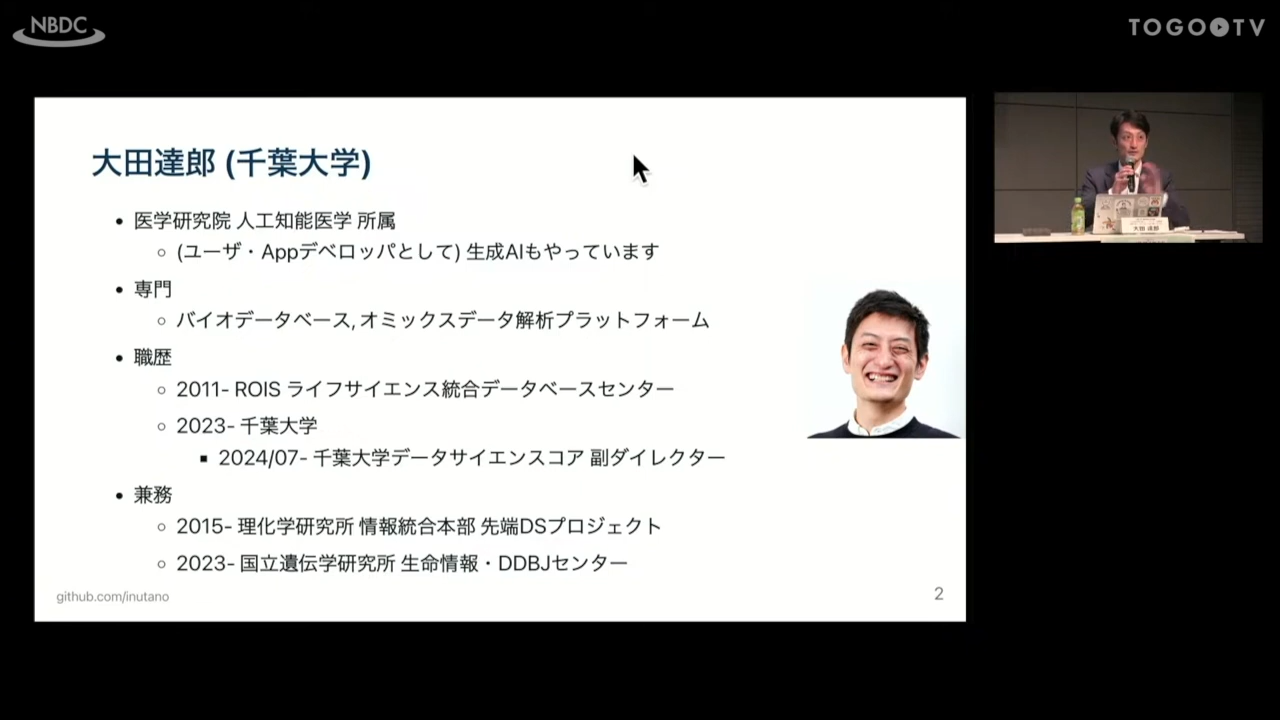 NBDC
TOGOTV
大田達郎 (千葉大学)
• 医学研究院 人工知能医学 所属
○ (ユーザ・Appデベロッパとして) 生成AIもやっています
• 専門
○ バイオデータベース, オミックスデータ解析プラットフォーム
• 職歴
○ 2011- ROIS ライフサイエンス統合データベースセンター
○ 2023- 千葉大学
▪ 2024/07- 千葉大学データサイエンスコア 副ダイレクター
• 兼務
○ 2015- 理化学研究所 情報統合本部 先端DSプロジェクト
○ 2023- 国立遺伝学研究所 生命情報・DDBJセンター
github.com/inutano
2
大田 達郎